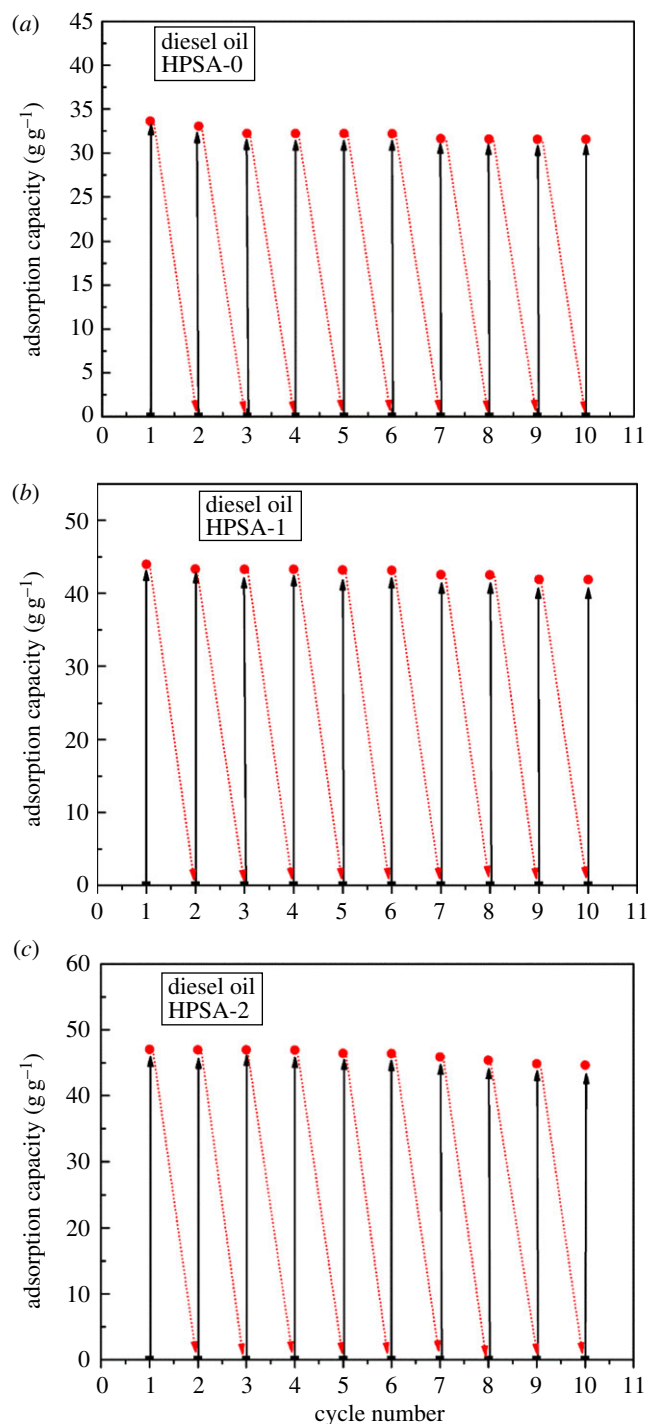 (a)
diesel oil
HPSA-0
adsorption capacity (g g⁻¹)
45
40
35
30
25
20
15
10
5
0
0 1 2 3 4 5 6 7 8 9 10 11
(b)
diesel oil
HPSA-1
adsorption capacity (g g⁻¹)
50
40
30
20
10
0
0 1 2 3 4 5 6 7 8 9 10 11
(c)
diesel oil
HPSA-2
adsorption capacity (g g⁻¹)
60
50
40
30
20
10
0
0 1 2 3 4 5 6 7 8 9 10 11
cycle number